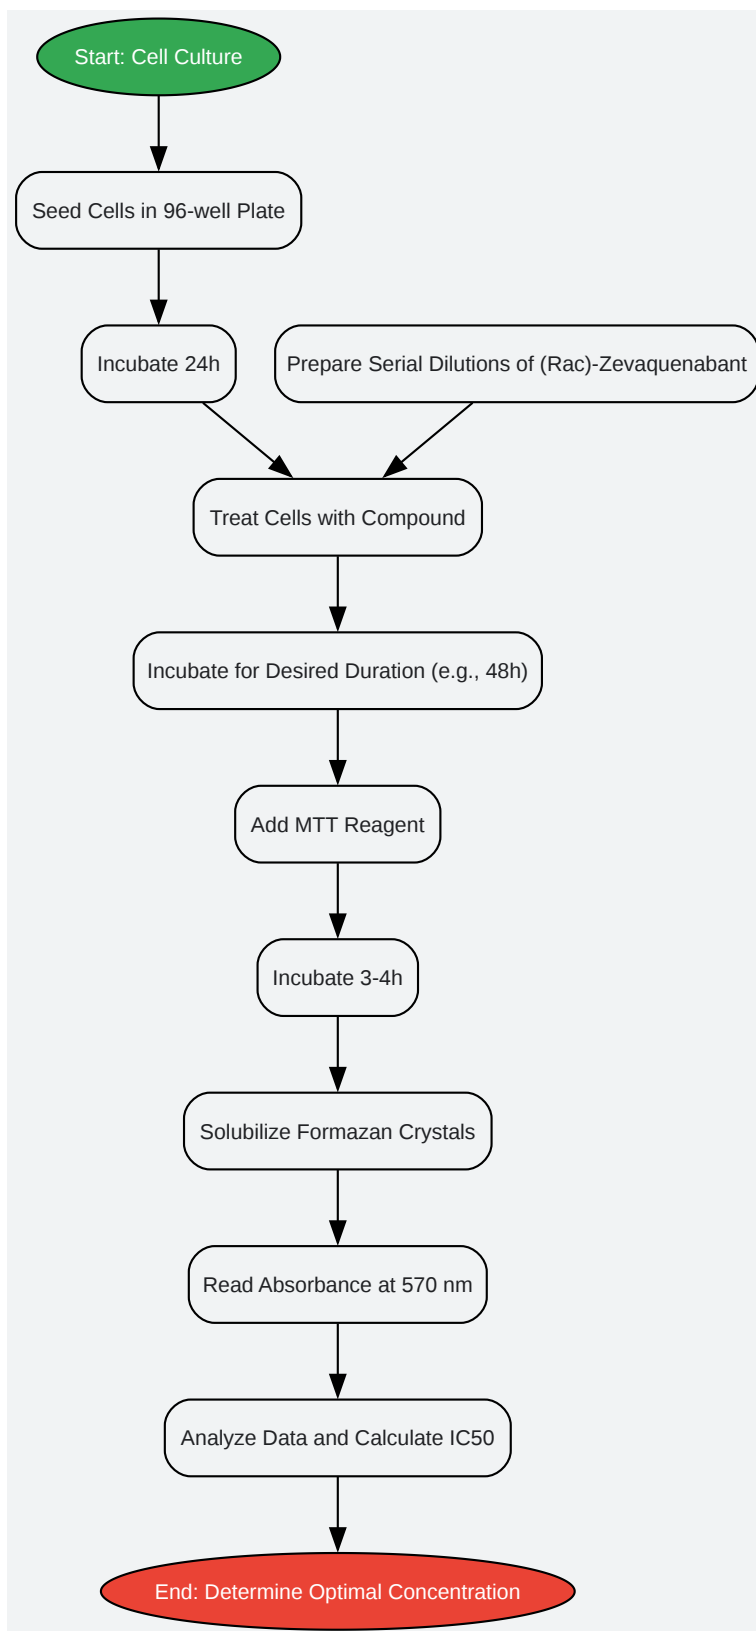 Start: Cell Culture
Seed Cells in 96-well Plate
Incubate 24h
Prepare Serial Dilutions of (Rac)-Zevaquenabant
Treat Cells with Compound
Incubate for Desired Duration (e.g., 48h)
Add MTT Reagent
Incubate 3-4h
Solubilize Formazan Crystals
Read Absorbance at 570 nm
Analyze Data and Calculate IC50
End: Determine Optimal Concentration